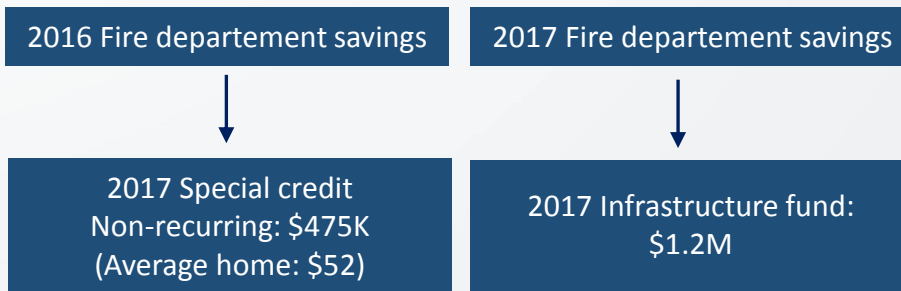 2016 Fire departement savings
2017 Fire departement savings
2017 Special credit
Non-recurring: $475K
(Average home: $52)
2017 Infrastructure fund:
$1.2M